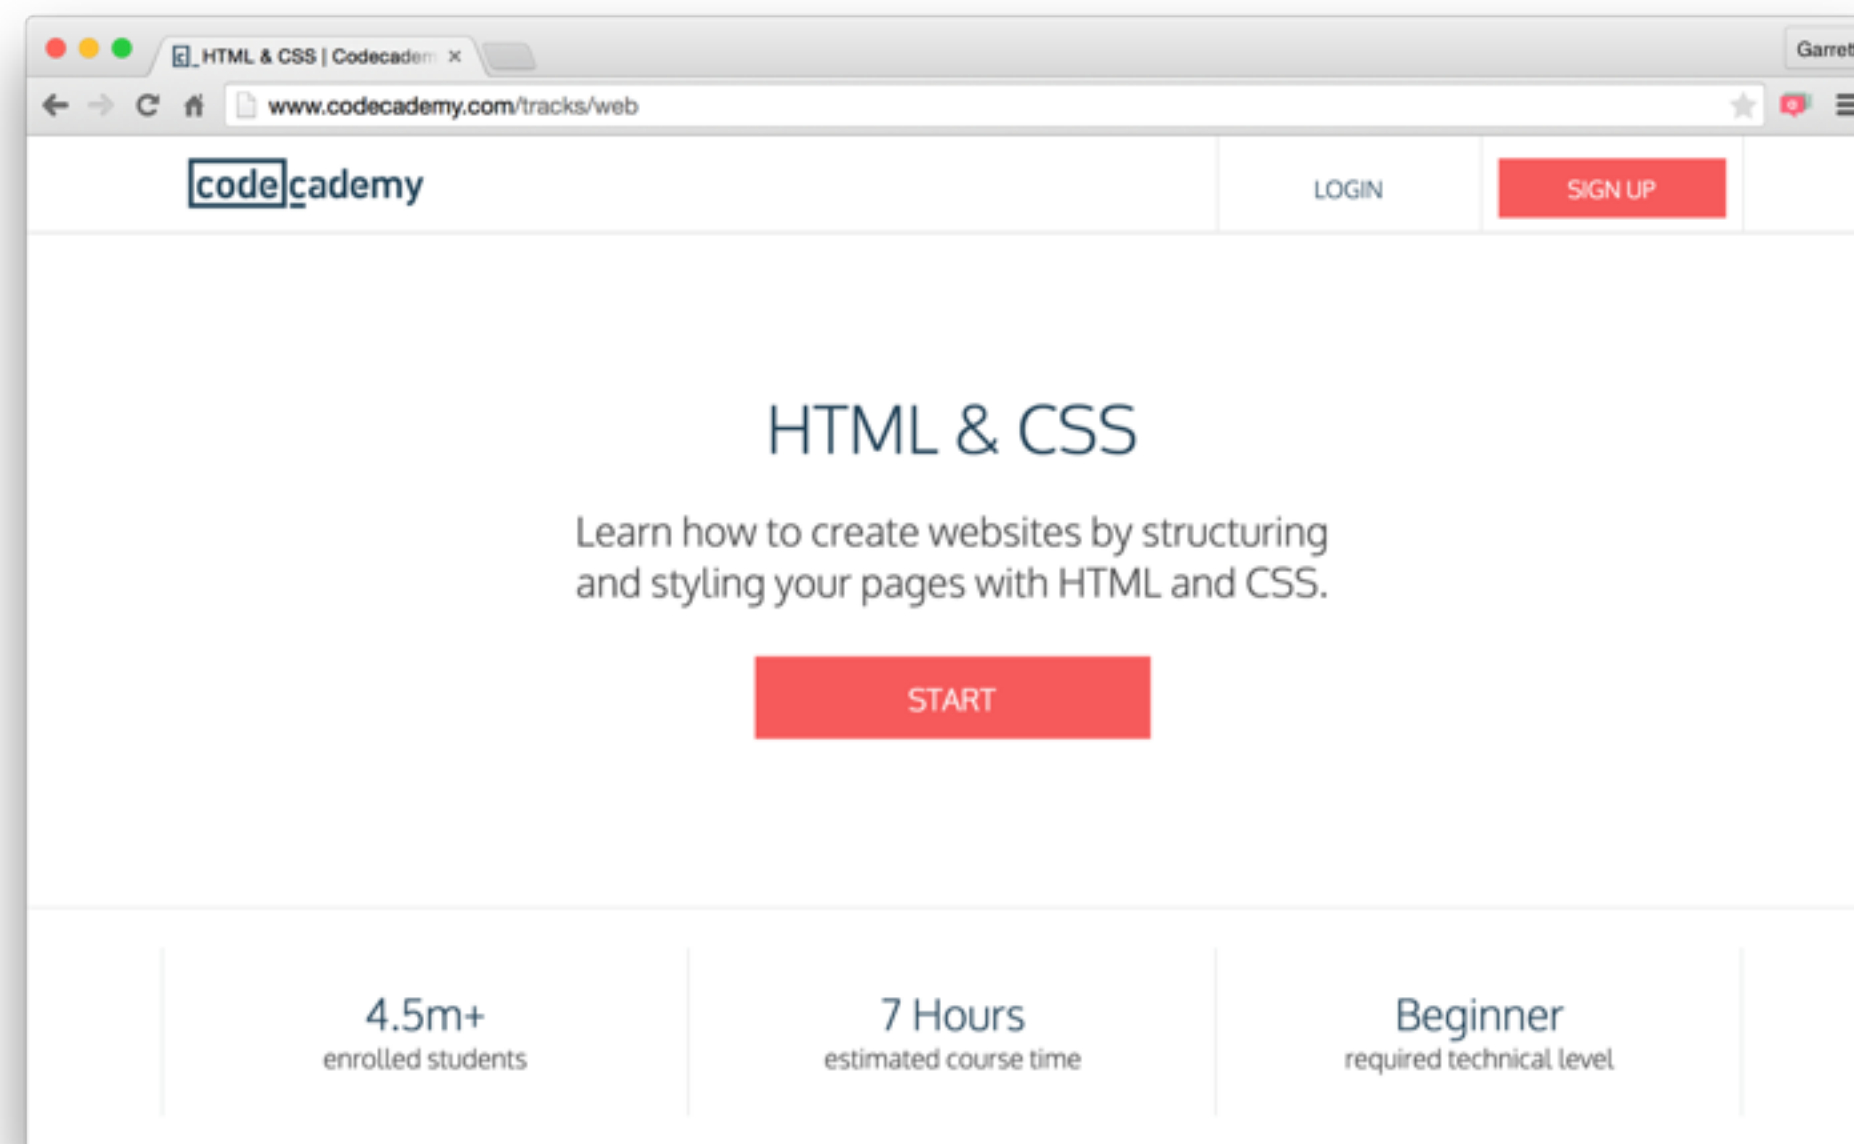 HTML & CSS | Codecadem
www.codecademy.com/tracks/web
codecademy
LOGIN
SIGN UP
HTML & CSS
Learn how to create websites by structuring
and styling your pages with HTML and CSS.
START
4.5m+
enrolled students
7 Hours
estimated course time
Beginner
required technical level